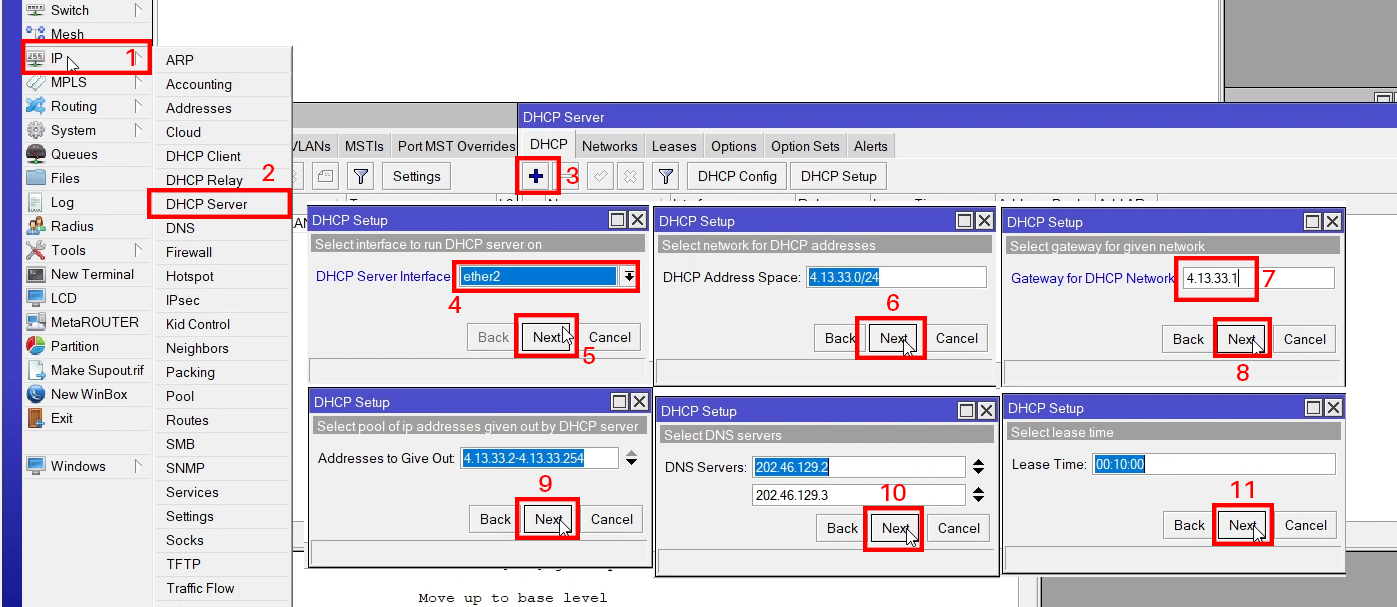 Switch
Mesh
IP
1
MPLS
Routing
System
Queues
Files
Log
Radius
Tools
New Terminal
LCD
MetaROUTER
Partition
Make Supout.rif
New WinBox
Exit
Windows
ARP
Accounting
Addresses
Cloud
DHCP Client
DHCP Relay
2
DHCP Server
DNS
Firewall
Hotspot
IPsec
Kid Control
Neighbors
Packing
Pool
Routes
SMB
SNMP
Services
Settings
Socks
TFTP
Traffic Flow
VLANs MSTIs Port MST Overrides
Settings
DHCP Server
DHCP Networks Leases Options Option Sets Alerts
3 DHCP Config DHCP Setup
DHCP Setup
Select interface to run DHCP server on
DHCP Server Interface: ether2
4
Back Next Cancel
5
DHCP Setup
Select network for DHCP addresses
DHCP Address Space: 4.13.33.0/24
6
Back Next Cancel
DHCP Setup
Select gateway for given network
Gateway for DHCP Network 4.13.33.1 7
Back Next Cancel
8
DHCP Setup
Select pool of ip addresses given out by DHCP server
Addresses to Give Out: 4.13.33.2-4.13.33.254
9
Back Next Cancel
DHCP Setup
Select DNS servers
DNS Servers: 202.46.129.2
202.46.129.3
10
Back Next Cancel
DHCP Setup
Select lease time
Lease Time: 00:10:00
11
Back Next Cancel
Move up to base level